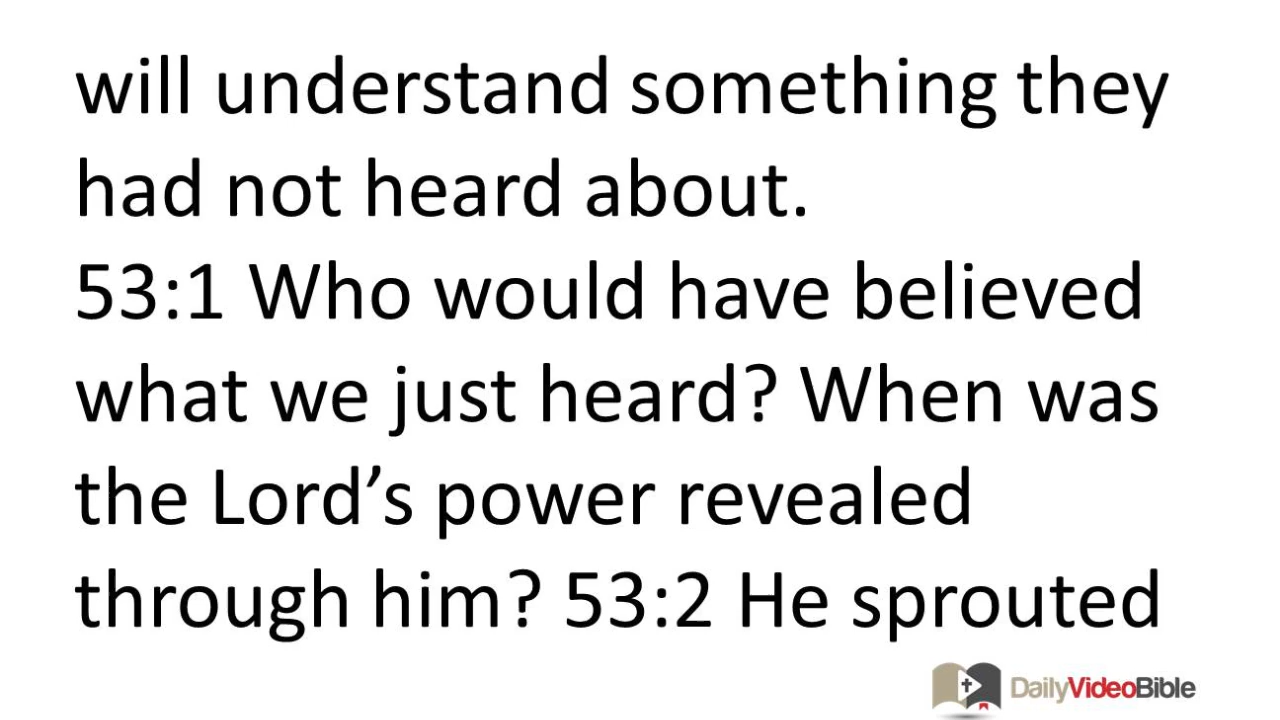 will understand something they
had not heard about.
53:1 Who would have believed
what we just heard? When was
the Lord’s power revealed
through him? 53:2 He sprouted
DailyVideoBible